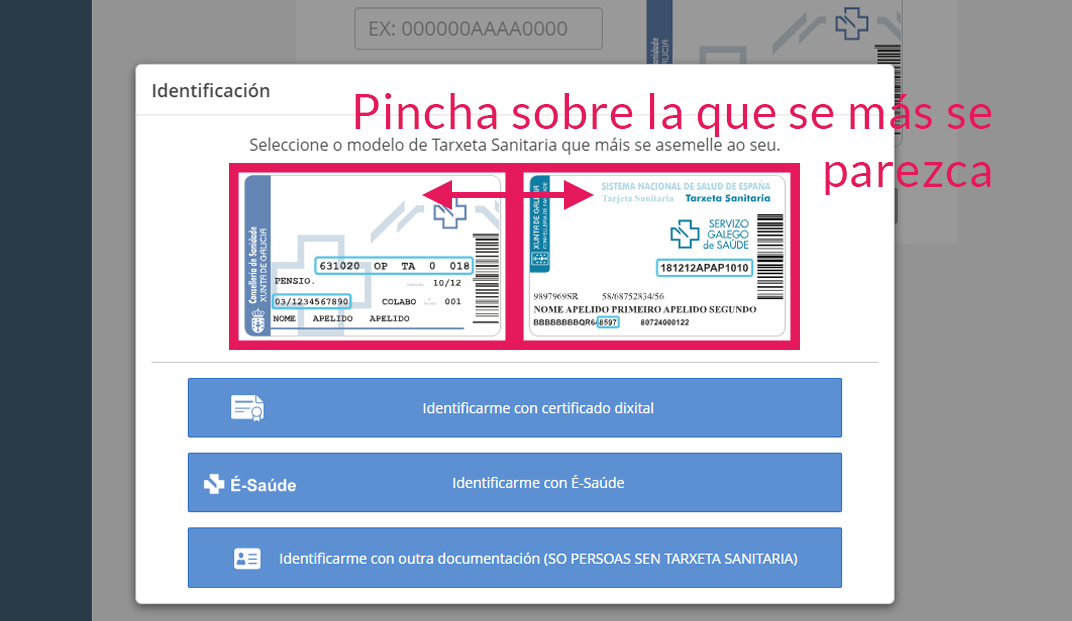 EX: 000000AAAA0000
Identificación
Pincha sobre la que se más se
parezca
Seleccione o modelo de Tarxeta Sanitaria que máis se asemelle ao seu.
Consellería de Sanidade
XUNTA DE GALICIA
631020 OP TA 0 018
PENSIO.
10/12
03/1234567890 COLABO 001
NOME APELIDO APELIDO
XUNTA DE GALICIA
SISTEMA NACIONAL DE SALUD DE ESPAÑA
Tarjeta Sanitaria Tarxeta Sanitaria
SERVIZO
GALEGO
de SAÚDE
181212APAP1010
9897969SR 58/68752834/56
NOME APELIDO PRIMEIRO APELIDO SEGUNDO
BBBBBBBBQR648597 80724000122
Identificarme con certificado dixital
É-Saúde
Identificarme con É-Saúde
Identificarme con outra documentación (SO PERSOAS SEN TARXETA SANITARIA)